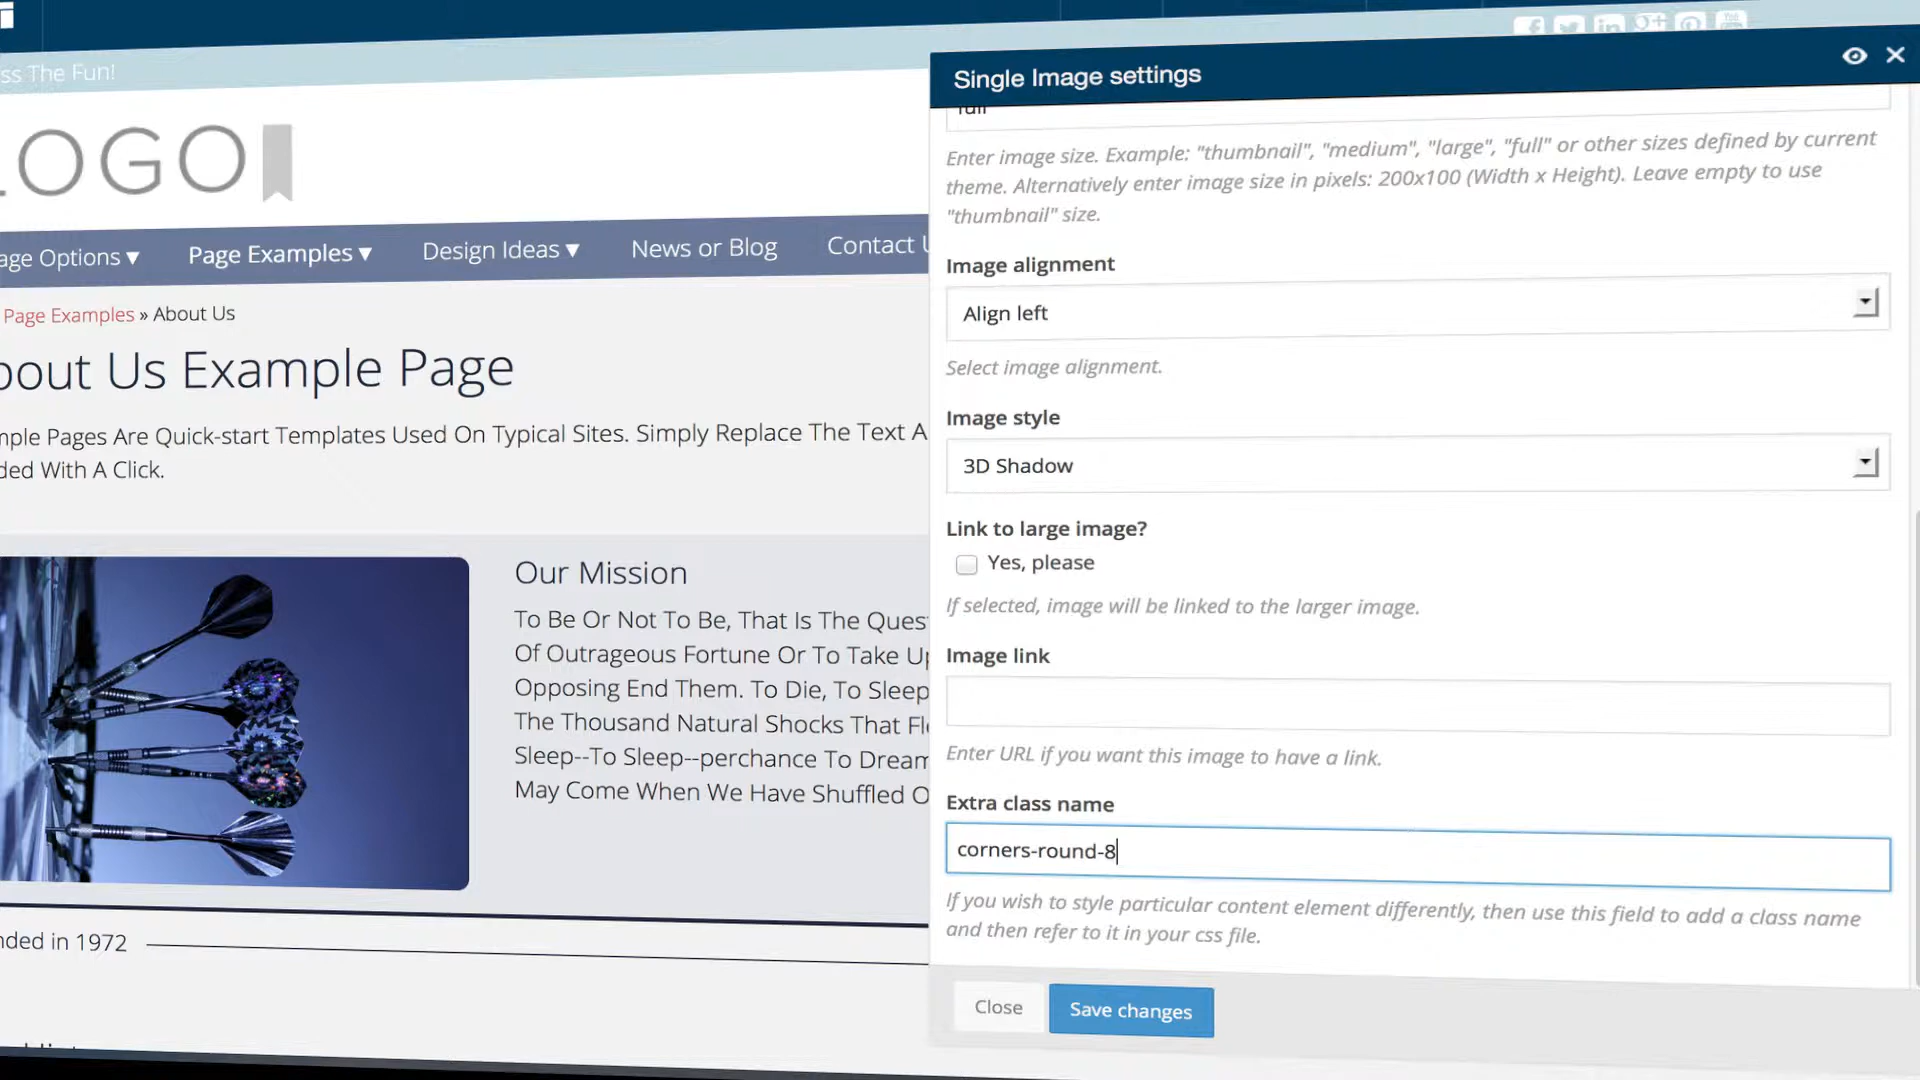 ss The Fun!
LOGO
age Options ▾
Page Examples ▾
Design Ideas ▾
News or Blog
Contact U
Page Examples » About Us
bout Us Example Page
mple Pages Are Quick-start Templates Used On Typical Sites. Simply Replace The Text A
ded With A Click.
Our Mission
To Be Or Not To Be, That Is The Ques
Of Outrageous Fortune Or To Take Up
Opposing End Them. To Die, To Sleep
The Thousand Natural Shocks That Fle
Sleep--To Sleep--perchance To Dream
May Come When We Have Shuffled O
nded in 1972
Single Image settings
full
Enter image size. Example: "thumbnail", "medium", "large", "full" or other sizes defined by current
theme. Alternatively enter image size in pixels: 200x100 (Width x Height). Leave empty to use
"thumbnail" size.
Image alignment
Align left
Select image alignment.
Image style
3D Shadow
Link to large image?
Yes, please
If selected, image will be linked to the larger image.
Image link
Enter URL if you want this image to have a link.
Extra class name
corners-round-8
If you wish to style particular content element differently, then use this field to add a class name
and then refer to it in your css file.
Close
Save changes